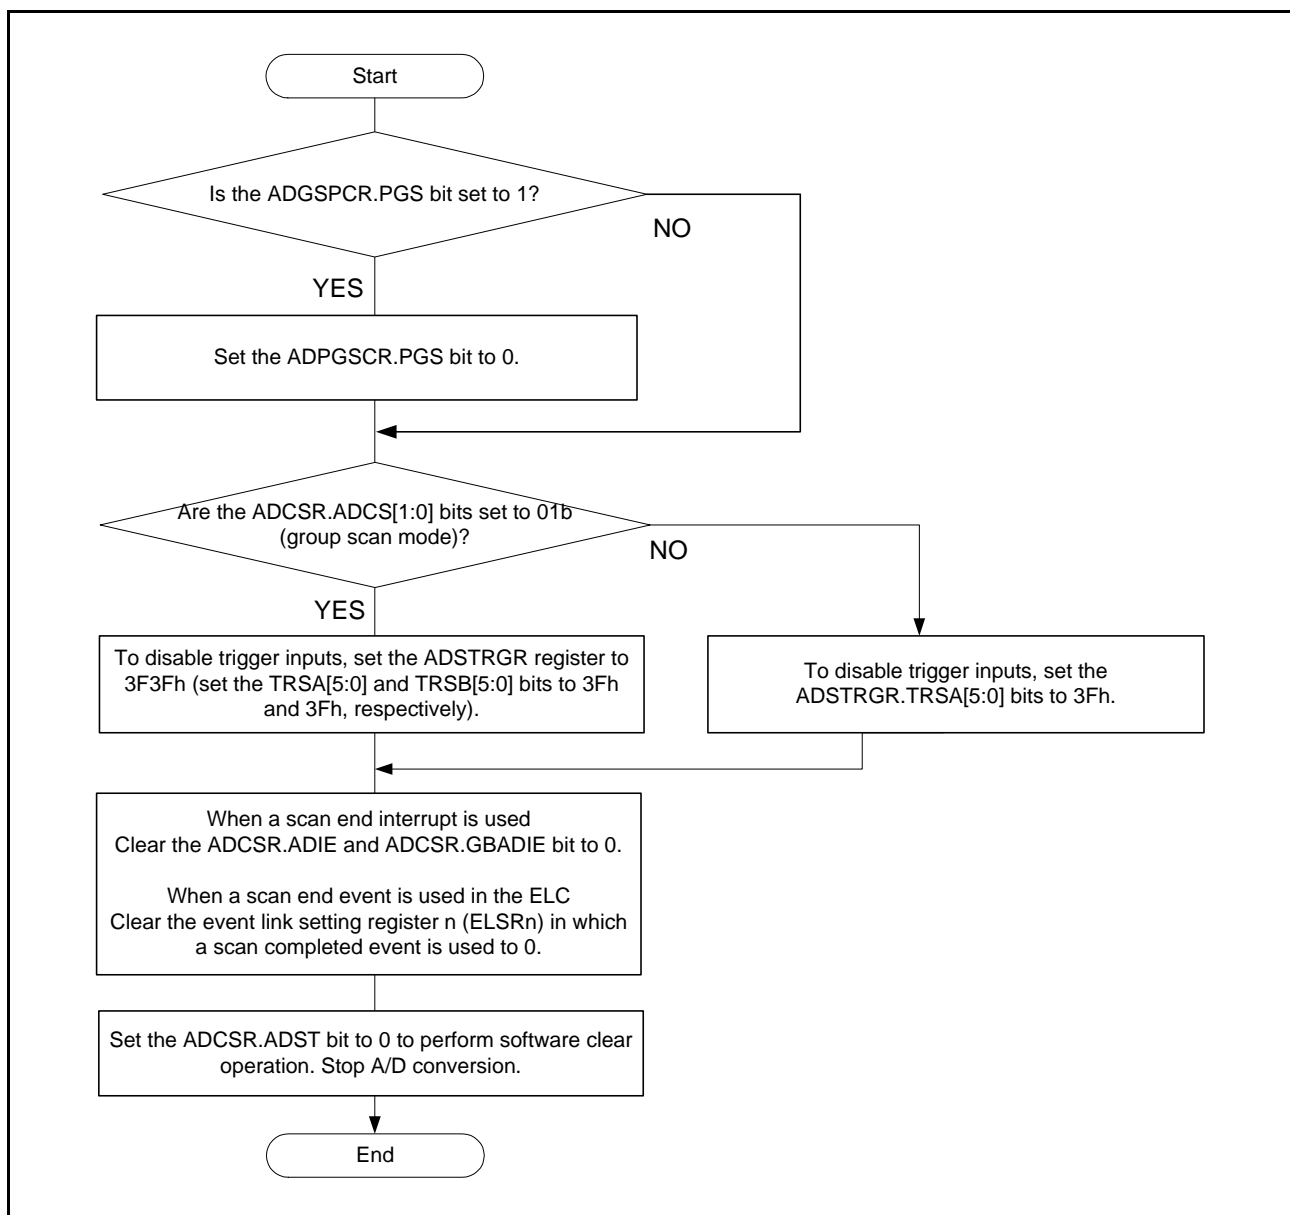 Start
Is the ADGSPCR.PGS bit set to 1?
NO
YES
Set the ADPGSCR.PGS bit to 0.
Are the ADCSR.ADCS[1:0] bits set to 01b
(group scan mode)?
NO
YES
To disable trigger inputs, set the ADSTRGR register to
3F3Fh (set the TRSA[5:0] and TRSB[5:0] bits to 3Fh
and 3Fh, respectively).
To disable trigger inputs, set the
ADSTRGR.TRSA[5:0] bits to 3Fh.
When a scan end interrupt is used
Clear the ADCSR.ADIE and ADCSR.GBADIE bit to 0.
When a scan end event is used in the ELC
Clear the event link setting register n (ELSRn) in which
a scan completed event is used to 0.
Set the ADCSR.ADST bit to 0 to perform software clear
operation. Stop A/D conversion.
End